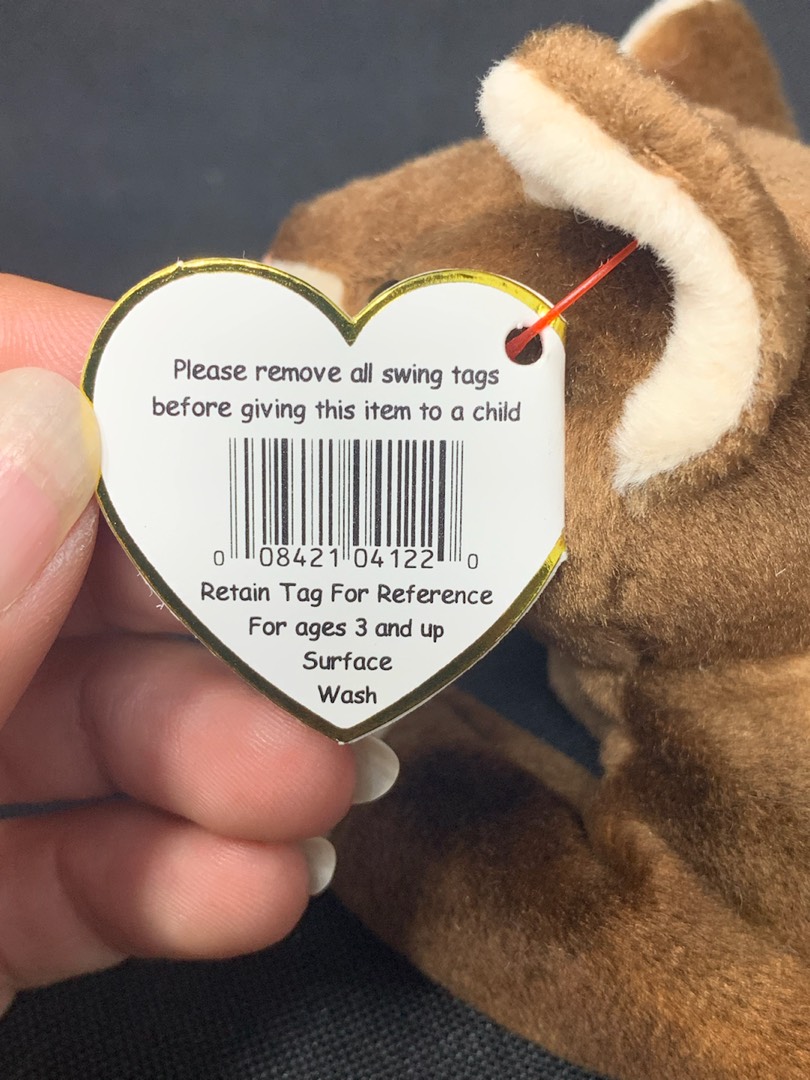 Please remove all swing tags
before giving this item to a child
0 08421 04122 0
Retain Tag For Reference
For ages 3 and up
Surface
Wash